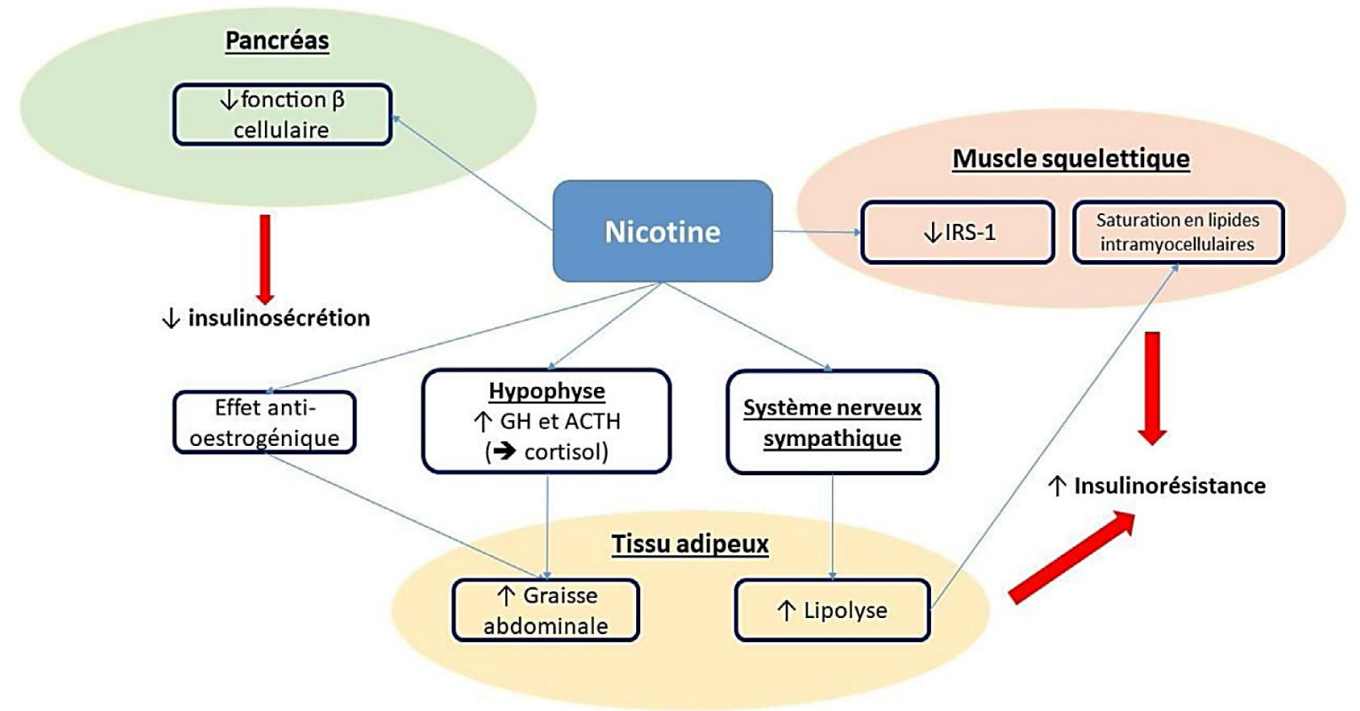 Pancréas
↓fonction β
cellulaire
Muscle squelettique
Nicotine
↓IRS-1
Saturation en lipides
intramyocellulaires
↓ insulinosécrétion
Effet anti-
oestrogénique
Hypophyse
↑ GH et ACTH
(➔ cortisol)
Système nerveux
sympathique
↑ Insulinorésistance
Tissu adipeux
↑ Graisse
abdominale
↑ Lipolyse